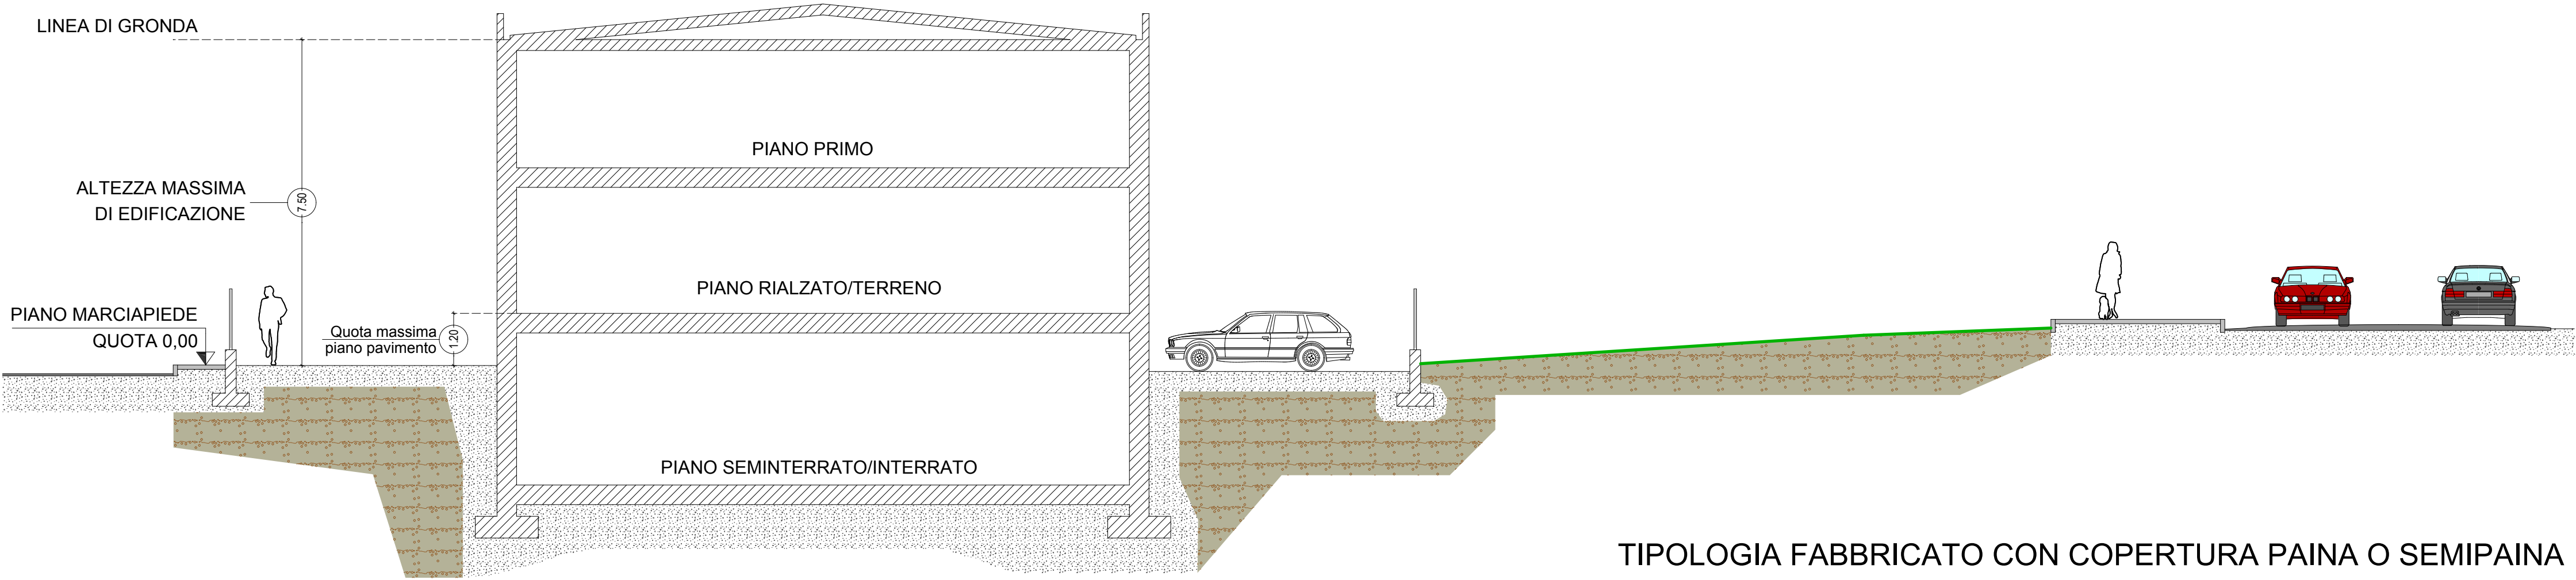 LINEA DI GRONDA
ALTEZZA MASSIMA
DI EDIFICAZIONE
7.50
PIANO MARCIAPIEDE
QUOTA 0,00
Quota massima
piano pavimento
1.20
PIANO PRIMO
PIANO RIALZATO/TERRENO
PIANO SEMINTERRATO/INTERRATO
TIPOLOGIA FABBRICATO CON COPERTURA PAINA O SEMIPAINA